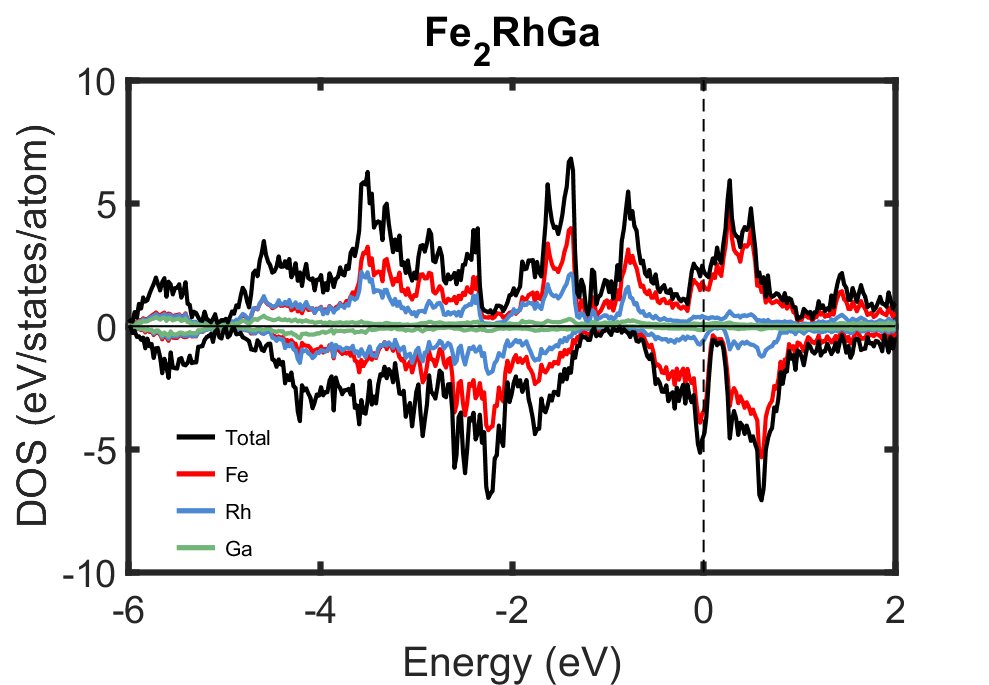 Fe2RhGa
10
5
0
-5
-10
DOS (eV/states/atom)
Total
Fe
Rh
Ga
-6 -4 -2 0 2
Energy (eV)